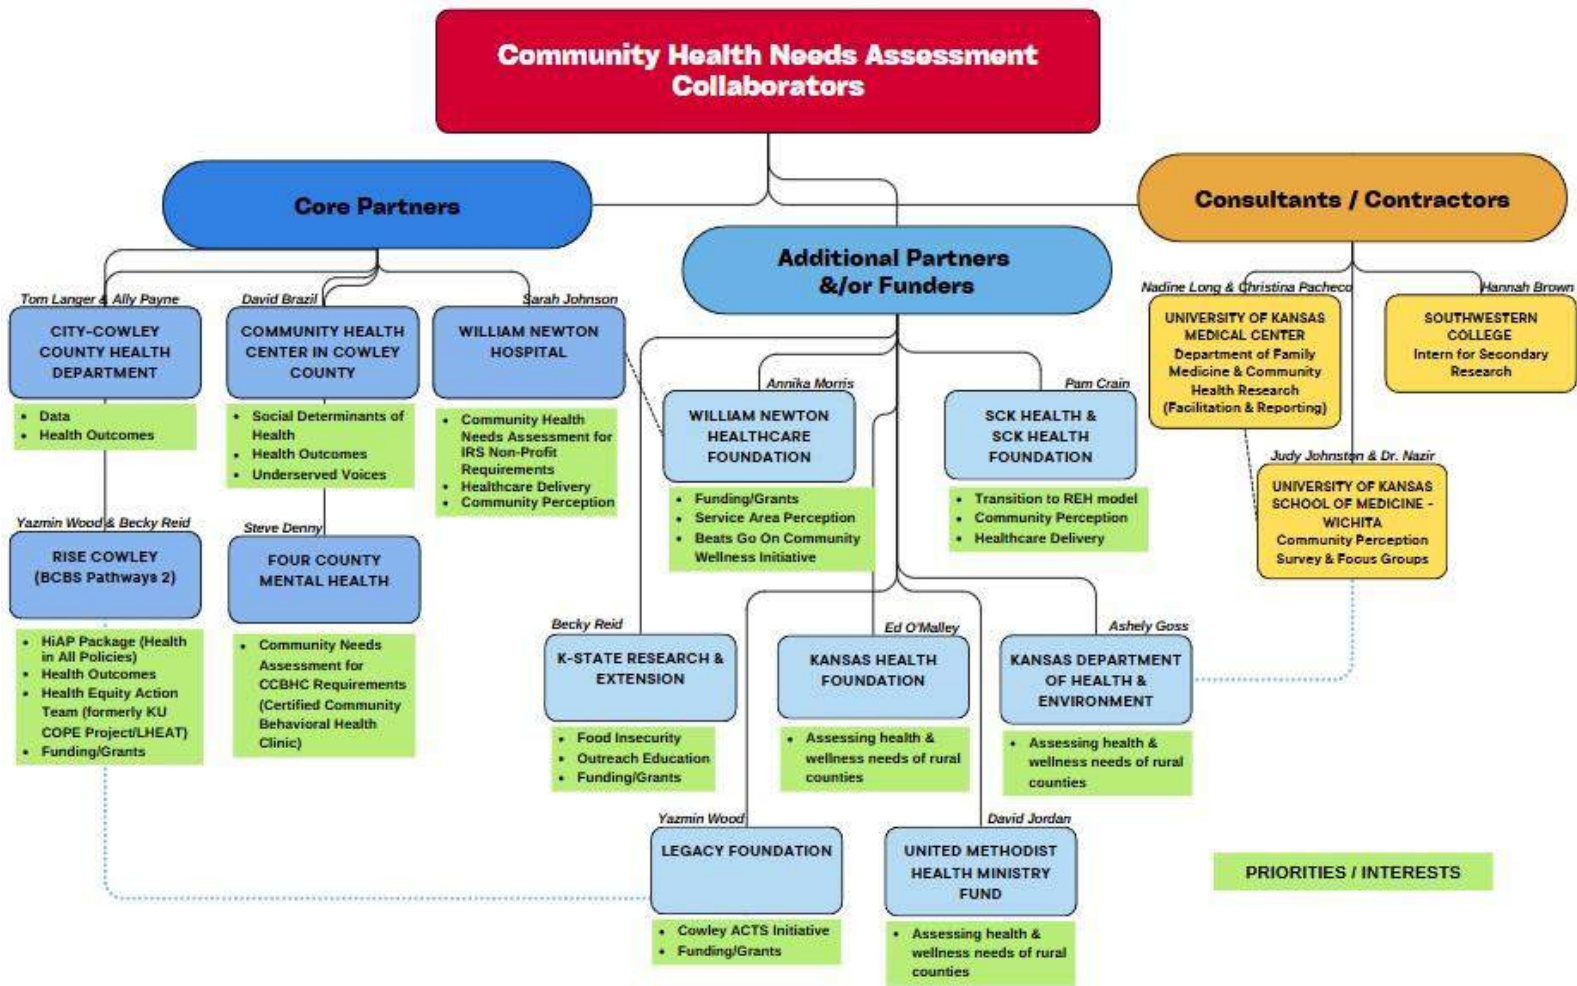 Community Health Needs Assessment
Collaborators
Core Partners
Tom Langer & Ally Payne
CITY-COWLEY
COUNTY HEALTH
DEPARTMENT
• Data
• Health Outcomes
David Brazil
COMMUNITY HEALTH
CENTER IN COWLEY
COUNTY
• Social Determinants of
Health
• Health Outcomes
• Underserved Voices
Sarah Johnson
WILLIAM NEWTON
HOSPITAL
• Community Health
Needs Assessment for
IRS Non-Profit
Requirements
• Healthcare Delivery
• Community Perception
Yazmin Wood & Becky Reid
RISE COWLEY
(BCBS Pathways 2)
• HiAP Package (Health
in All Policies)
• Health Outcomes
• Health Equity Action
Team (formerly KU
COPE Project/LHEAT)
• Funding/Grants
Steve Denny
FOUR COUNTY
MENTAL HEALTH
• Community Needs
Assessment for
CCBHC Requirements
(Certified Community
Behavioral Health
Clinic)
Additional Partners
&/or Funders
Annika Morris
WILLIAM NEWTON
HEALTHCARE
FOUNDATION
• Funding/Grants
• Service Area Perception
• Beats Go On Community
Wellness Initiative
Pam Crain
SCK HEALTH &
SCK HEALTH
FOUNDATION
• Transition to REH model
• Community Perception
• Healthcare Delivery
Becky Reid
K-STATE RESEARCH &
EXTENSION
• Food Insecurity
• Outreach Education
• Funding/Grants
Ed O'Malley
KANSAS HEALTH
FOUNDATION
• Assessing health &
wellness needs of rural
counties
Ashely Goss
KANSAS DEPARTMENT
OF HEALTH &
ENVIRONMENT
• Assessing health &
wellness needs of rural
counties
Yazmin Wood
LEGACY FOUNDATION
• Cowley ACTS Initiative
• Funding/Grants
David Jordan
UNITED METHODIST
HEALTH MINISTRY
FUND
• Assessing health &
wellness needs of rural
counties
Consultants / Contractors
Nadine Long & Christina Pacheco
UNIVERSITY OF KANSAS
MEDICAL CENTER
Department of Family
Medicine & Community
Health Research
(Facilitation & Reporting)
Hannah Brown
SOUTHWESTERN
COLLEGE
Intern for Secondary
Research
Judy Johnston & Dr. Nazir
UNIVERSITY OF KANSAS
SCHOOL OF MEDICINE -
WICHITA
Community Perception
Survey & Focus Groups
PRIORITIES / INTERESTS